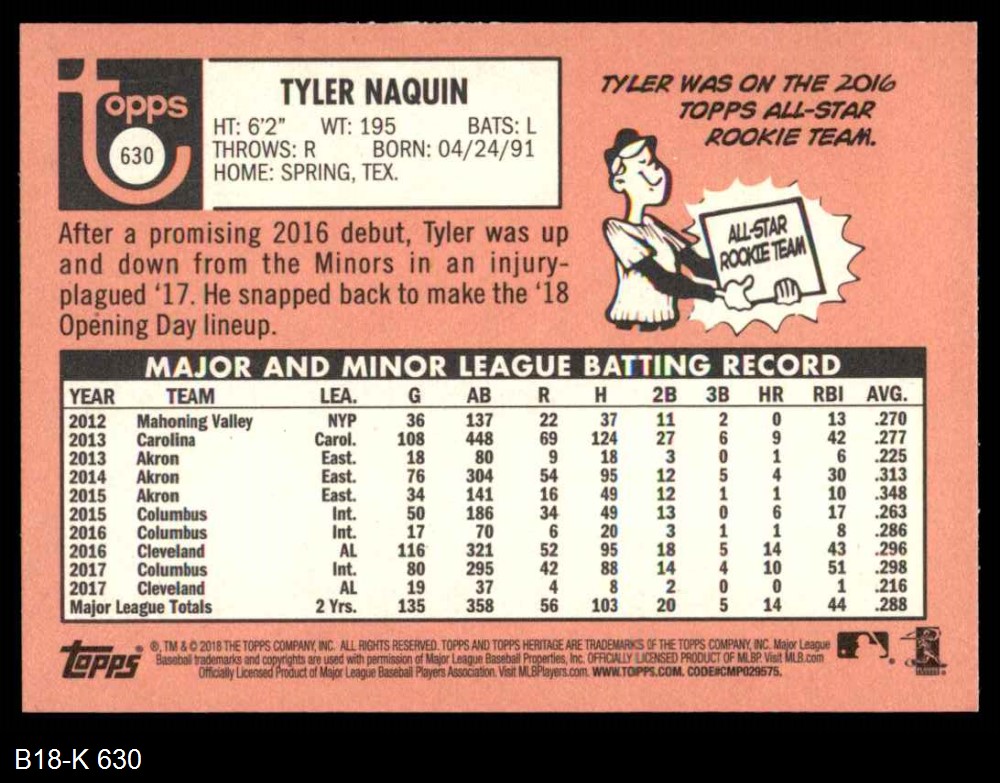 Topps
630
TYLER NAQUIN
HT: 6'2" WT: 195 BATS: L
THROWS: R BORN: 04/24/91
HOME: SPRING, TEX.
TYLER WAS ON THE 2016
TOPPS ALL-STAR
ROOKIE TEAM.
ALL-STAR
ROOKIE TEAM
After a promising 2016 debut, Tyler was up
and down from the Minors in an injury-
plagued '17. He snapped back to make the '18
Opening Day lineup.
MAJOR AND MINOR LEAGUE BATTING RECORD
YEAR TEAM LEA. G AB R H 2B 3B HR RBI AVG.
2012 Mahoning Valley NYP 36 137 22 37 11 2 0 13 .270
2013 Carolina Carol. 108 448 69 124 27 6 9 42 .277
2013 Akron East. 18 80 9 18 3 0 1 6 .225
2014 Akron East. 76 304 54 95 12 5 4 30 .313
2015 Akron East. 34 141 16 49 12 1 1 10 .348
2015 Columbus Int. 50 186 34 49 13 0 6 17 .263
2016 Columbus Int. 17 70 6 20 3 1 1 8 .286
2016 Cleveland AL 116 321 52 95 18 5 14 43 .296
2017 Columbus Int. 80 295 42 88 14 4 10 51 .298
2017 Cleveland AL 19 37 4 8 2 0 0 1 .216
Major League Totals 2 Yrs. 135 358 56 103 20 5 14 44 .288
Topps
®, TM & © 2018 THE TOPPS COMPANY, INC. ALL RIGHTS RESERVED. TOPPS AND TOPPS HERITAGE ARE TRADEMARKS OF THE TOPPS COMPANY, INC. Major League
Baseball trademarks and copyrights are used with permission of Major League Baseball Properties, Inc. OFFICIALLY LICENSED PRODUCT OF MLBP. Visit MLB.com
Officially Licensed Product of Major League Baseball Players Association. Visit MLBPlayers.com. WWW.TOPPS.COM. CODE#CMP029575.
B18-K 630